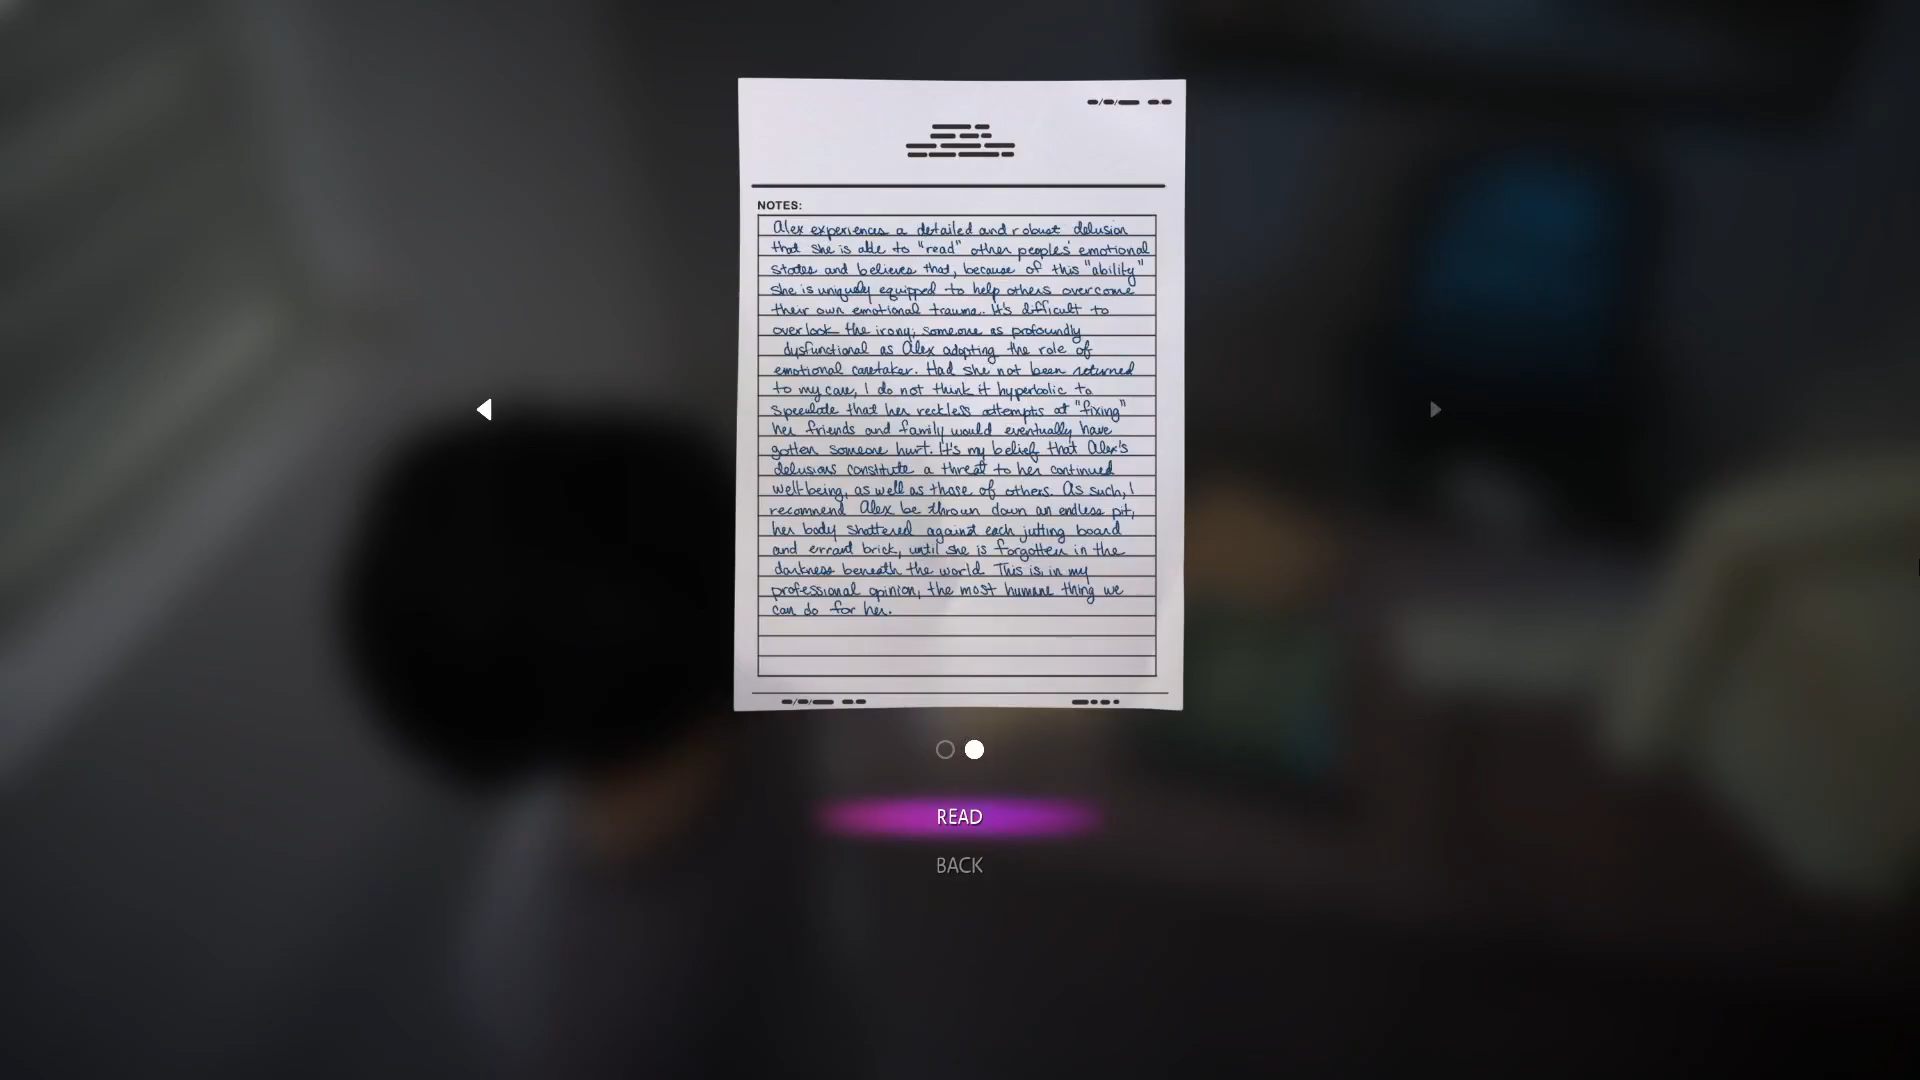 NOTES:
Alex experiences a detailed and robust delusion
that she is able to "read" other peoples' emotional
states and believes that, because of this "ability"
she is uniquely equipped to help others overcome
their own emotional trauma. It's difficult to
overlook the irony; someone as profoundly
dysfunctional as Alex adopting the role of
emotional caretaker. Had she not been returned
to my care, I do not think it hyperbolic to
speculate that her reckless attempts at "fixing"
her friends and family would eventually have
gotten someone hurt. It's my belief that Alex's
delusions constitute a threat to her continued
well-being, as well as those of others. As such, I
recommend Alex be thrown down an endless pit,
her body shattered against each jutting board
and errant brick, until she is forgotten in the
darkness beneath the world. This is, in my
professional opinion, the most humane thing we
can do for her.
READ
BACK